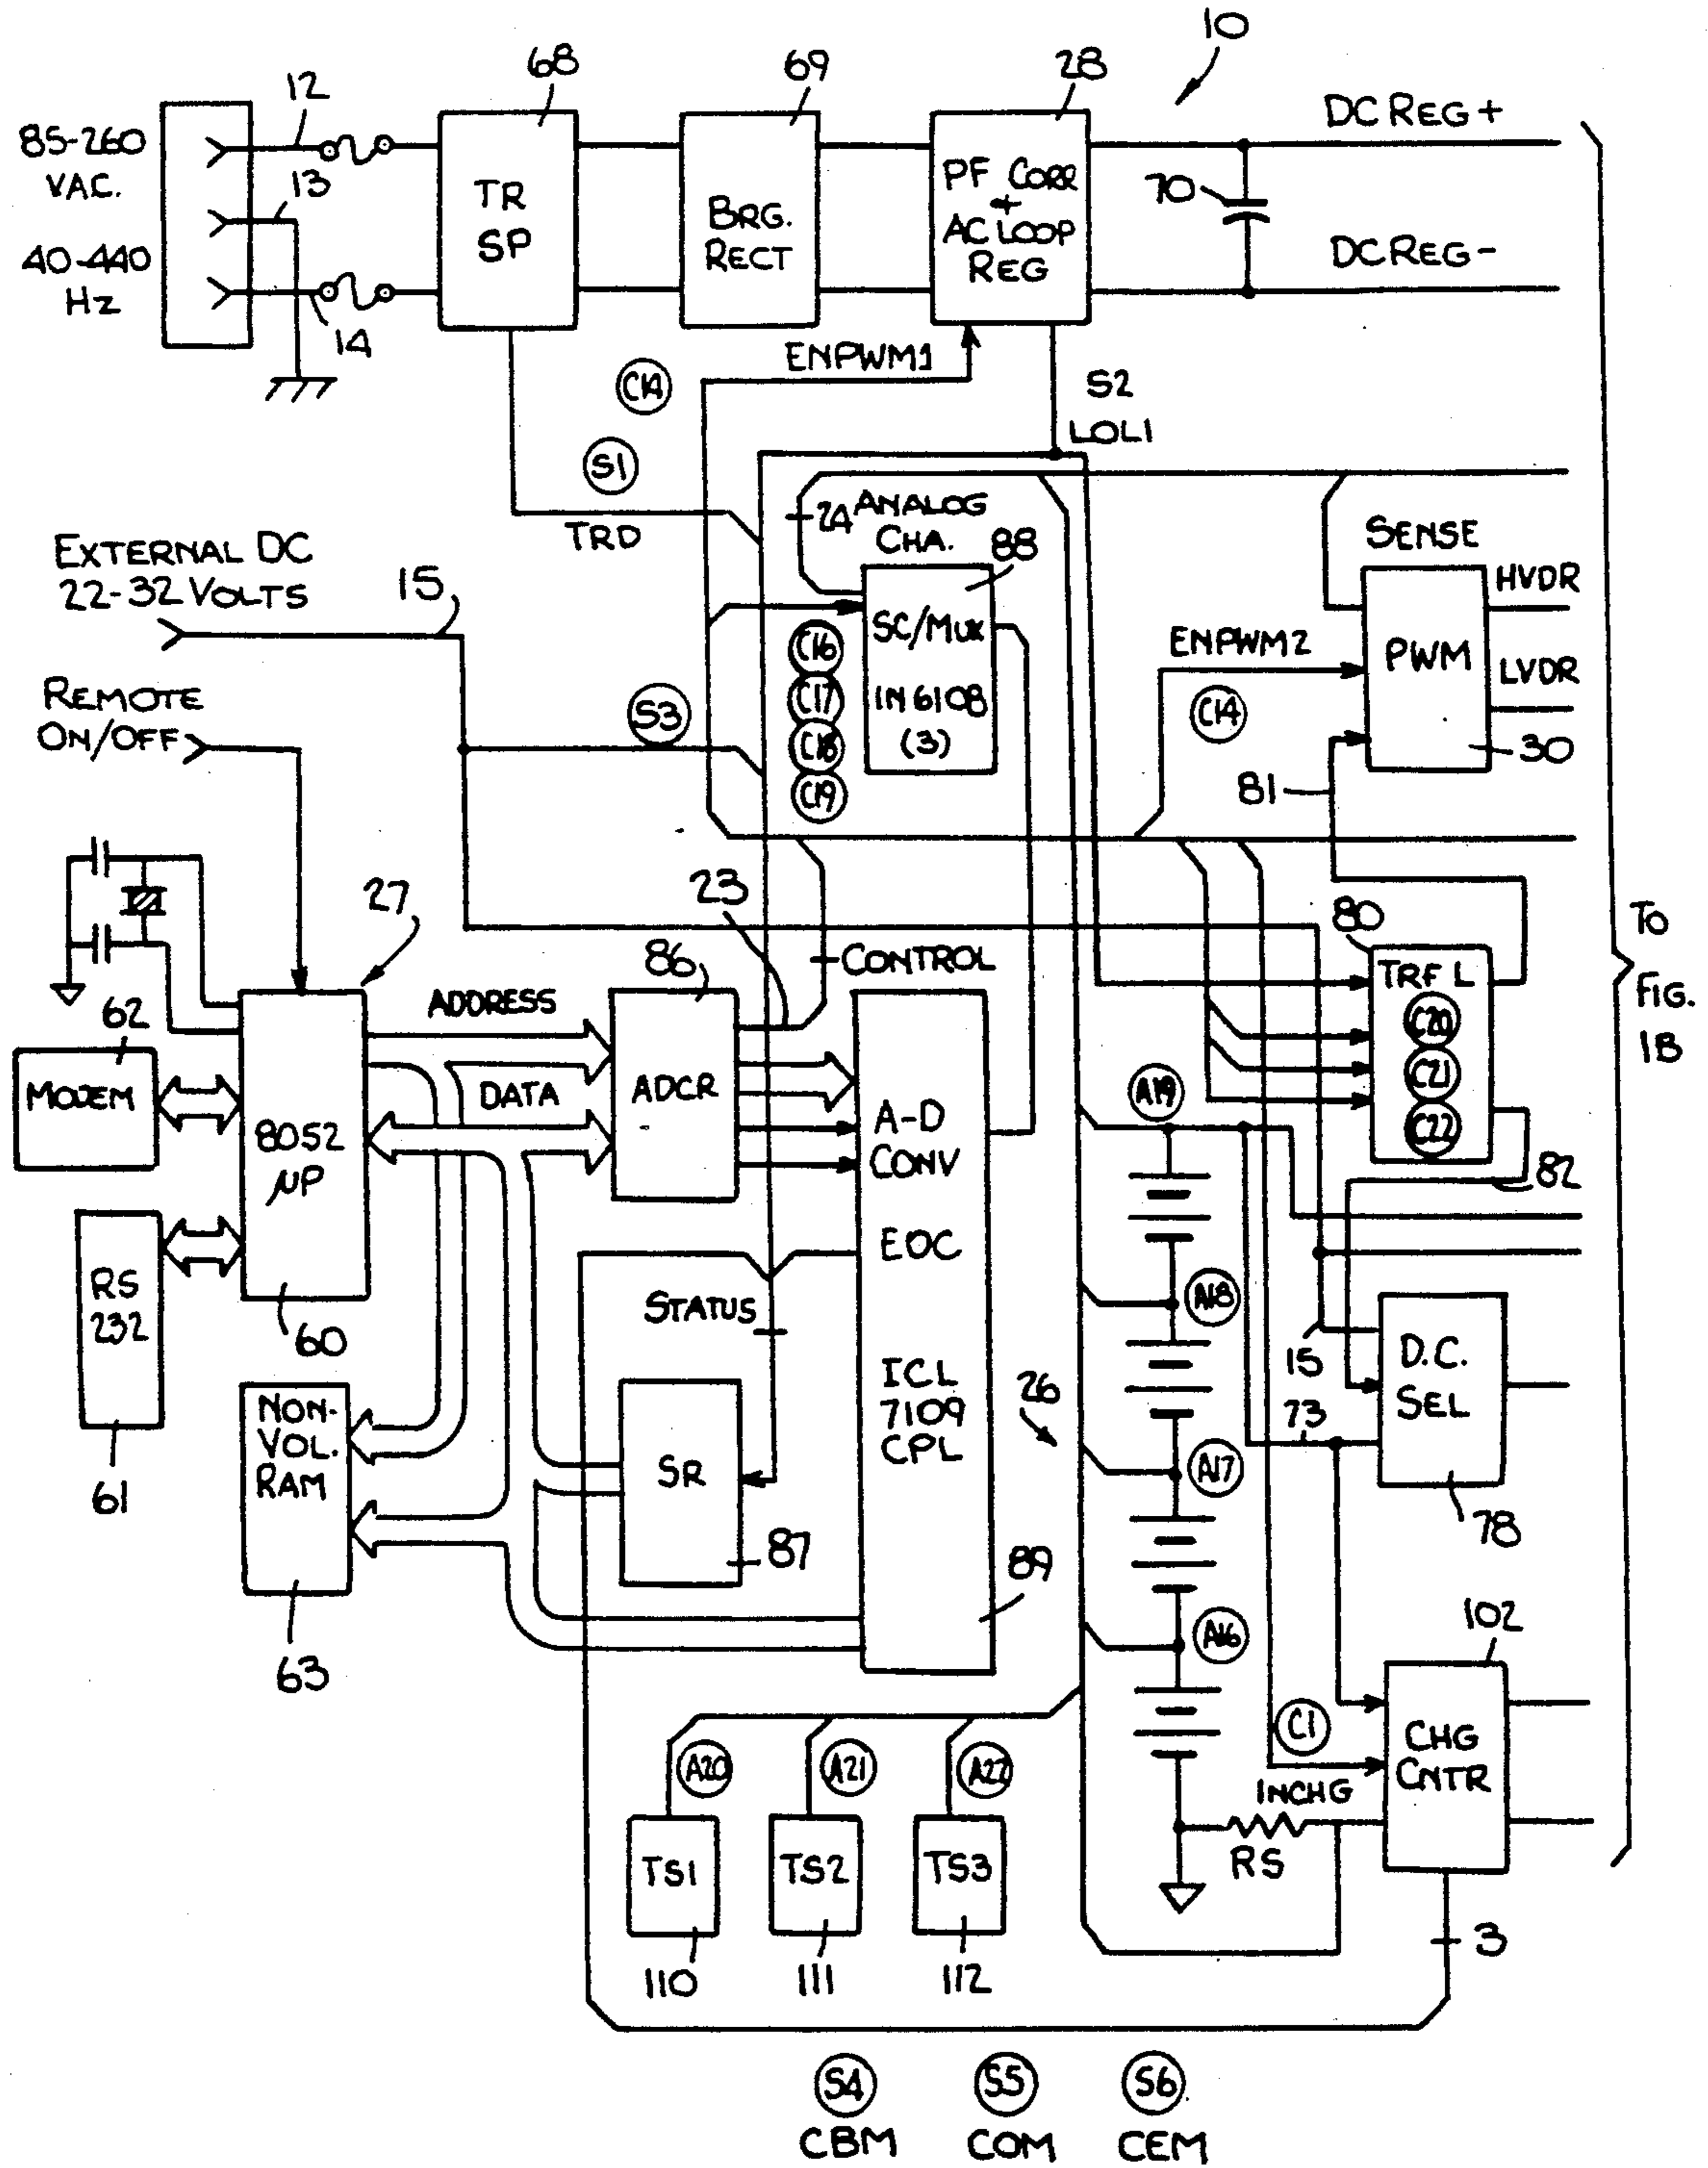 10
12
68
69
28
DC REG +
85-260
VAC.
13
TR
SP
BRG.
RECT
PF CORR
+
AC LOOP
REG
70
40-440
HZ
14
DC REG -
ENPWM1
C14
S2
LOL1
S1
TRD
24 ANALOG
CHA.
88
SENSE
HVDR
EXTERNAL DC
22-32 VOLTS
15
SC/MUX
IN6108
(3)
C16
C17
C18
C19
ENPWM2
PWM
LVDR
C14
30
REMOTE
ON/OFF
S3
81
27
23
80
TO
FIG.
1B
86
CONTROL
TRF L
C20
C21
C22
62
ADDRESS
MODEM
DATA
ADCR
A-D
CONV
A19
8052
µP
82
EOC
RS
232
STATUS
A18
60
15
D.C.
SEL
NON-
VOL.
RAM
ICL
7109
CPL
26
73
61
SR
A17
78
87
89
63
A16
102
C1
CHG
CNTR
A20
A21
A22
INCHG
TS1
TS2
TS3
RS
3
110
111
112
S4
S5
S6
CBM
COM
CEM